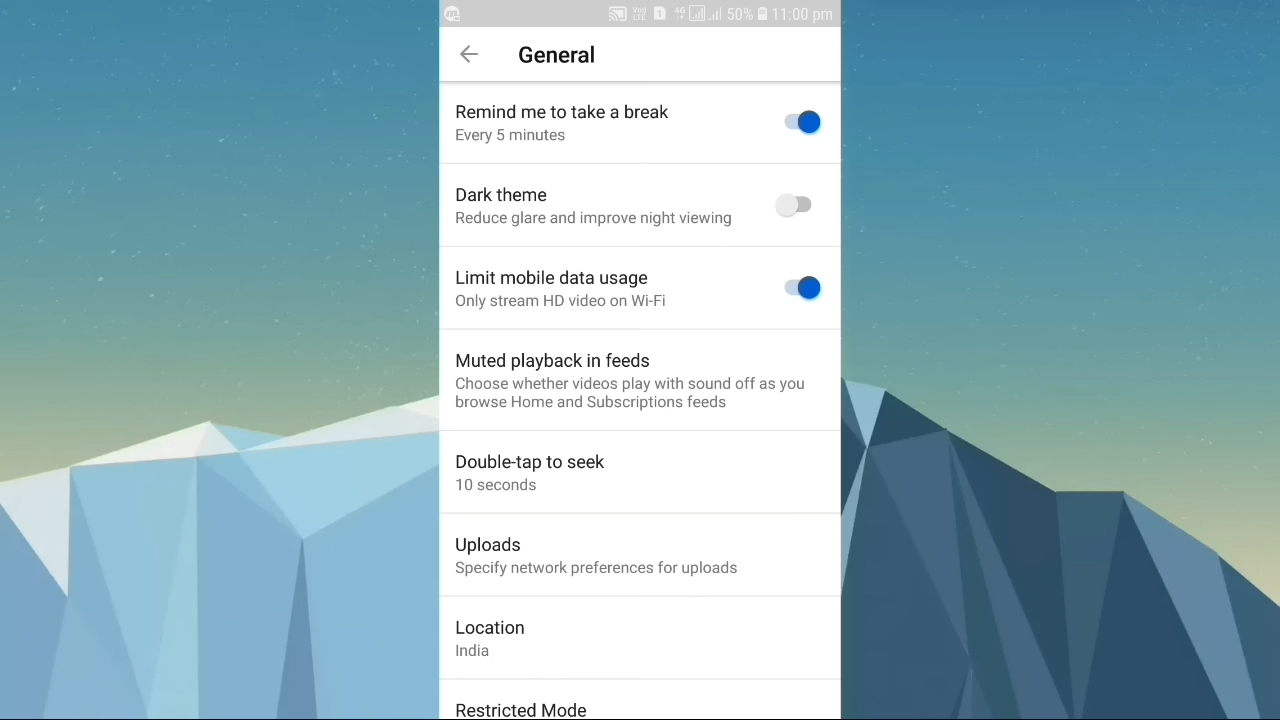 VoLTE 1 4G 50% 11:00 pm
General
Remind me to take a break
Every 5 minutes
Dark theme
Reduce glare and improve night viewing
Limit mobile data usage
Only stream HD video on Wi-Fi
Muted playback in feeds
Choose whether videos play with sound off as you
browse Home and Subscriptions feeds
Double-tap to seek
10 seconds
Uploads
Specify network preferences for uploads
Location
India
Restricted Mode